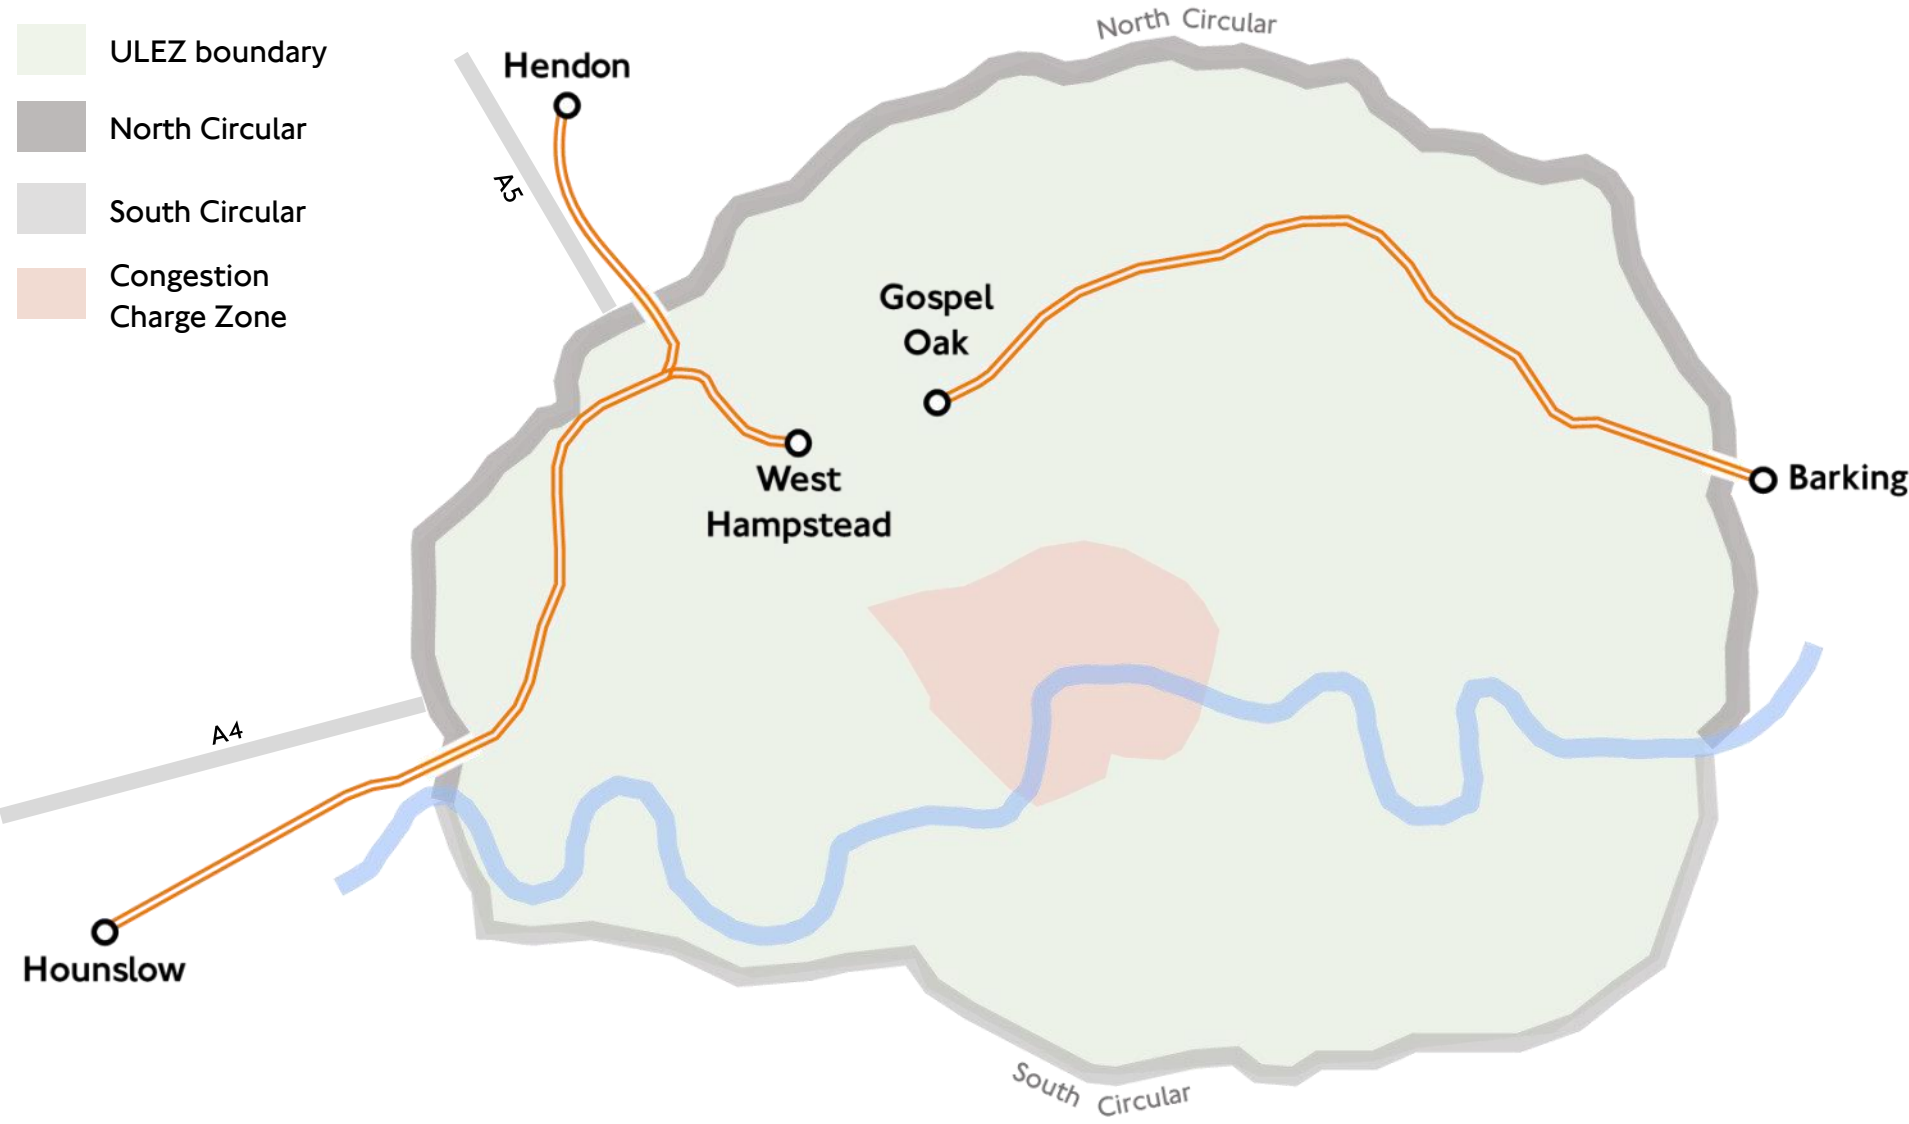 ULEZ boundary
North Circular
South Circular
Congestion
Charge Zone
North Circular
Hendon
A5
Gospel
Oak
West
Hampstead
Barking
A4
Hounslow
South Circular